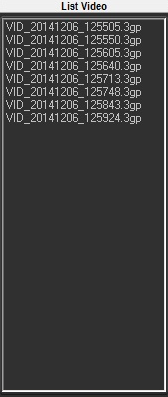 List Video
VID_20141206_125505.3gp
VID_20141206_125550.3gp
VID_20141206_125605.3gp
VID_20141206_125640.3gp
VID_20141206_125713.3gp
VID_20141206_125748.3gp
VID_20141206_125843.3gp
VID_20141206_125924.3gp